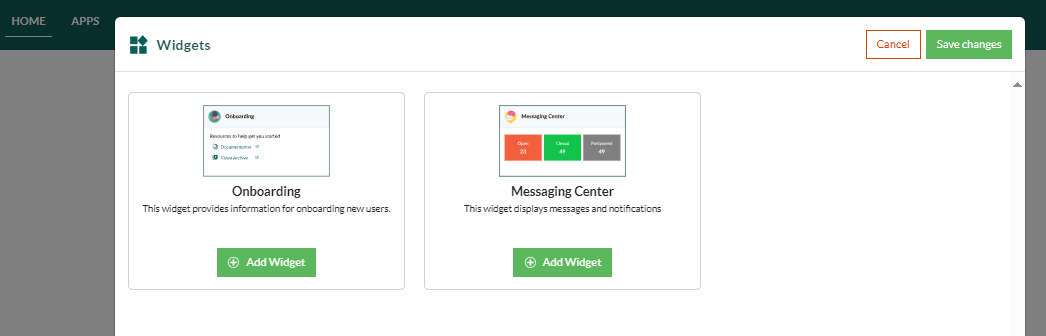 HOME APPS
Widgets
Cancel Save changes
Onboarding
Resources to help get you started
Documentation
Video Archive
Onboarding
This widget provides information for onboarding new users.
Add Widget
Messaging Center
Open Closed Postponed
23 49 49
Messaging Center
This widget displays messages and notifications
Add Widget